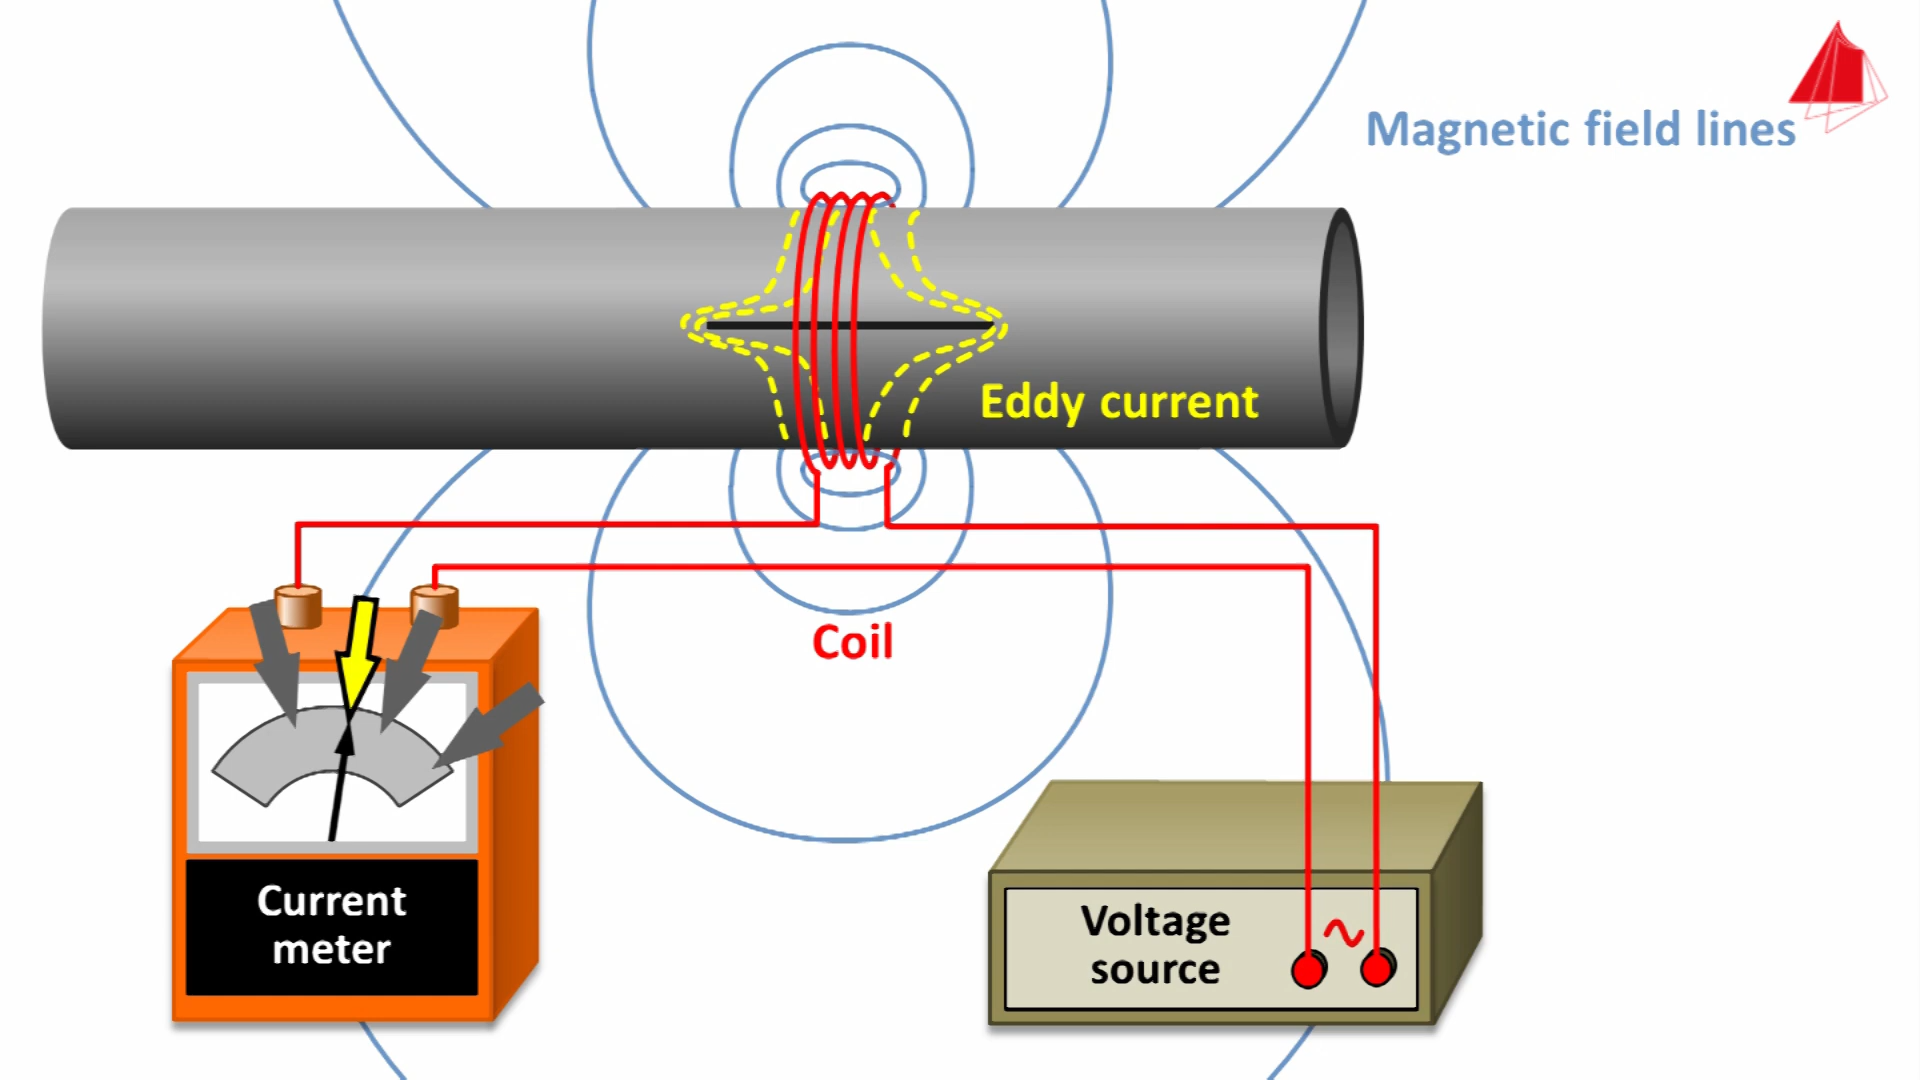 Magnetic field lines
Eddy current
Coil
Current
meter
Voltage
source
~